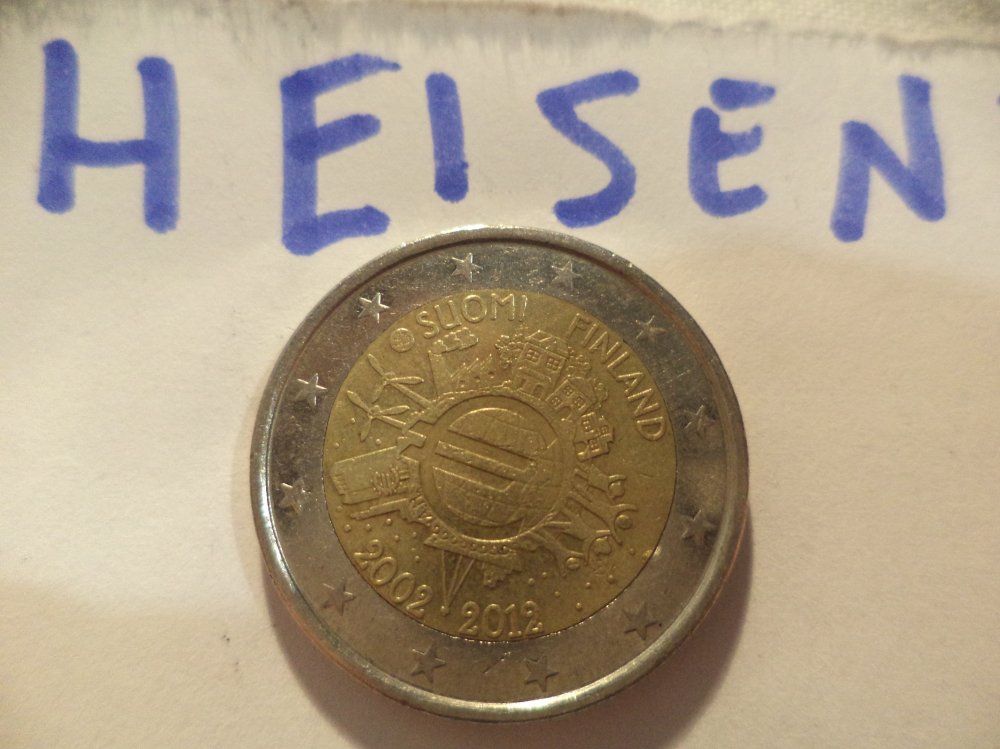 HEISEN
SUOMI FINLAND
2002 2012